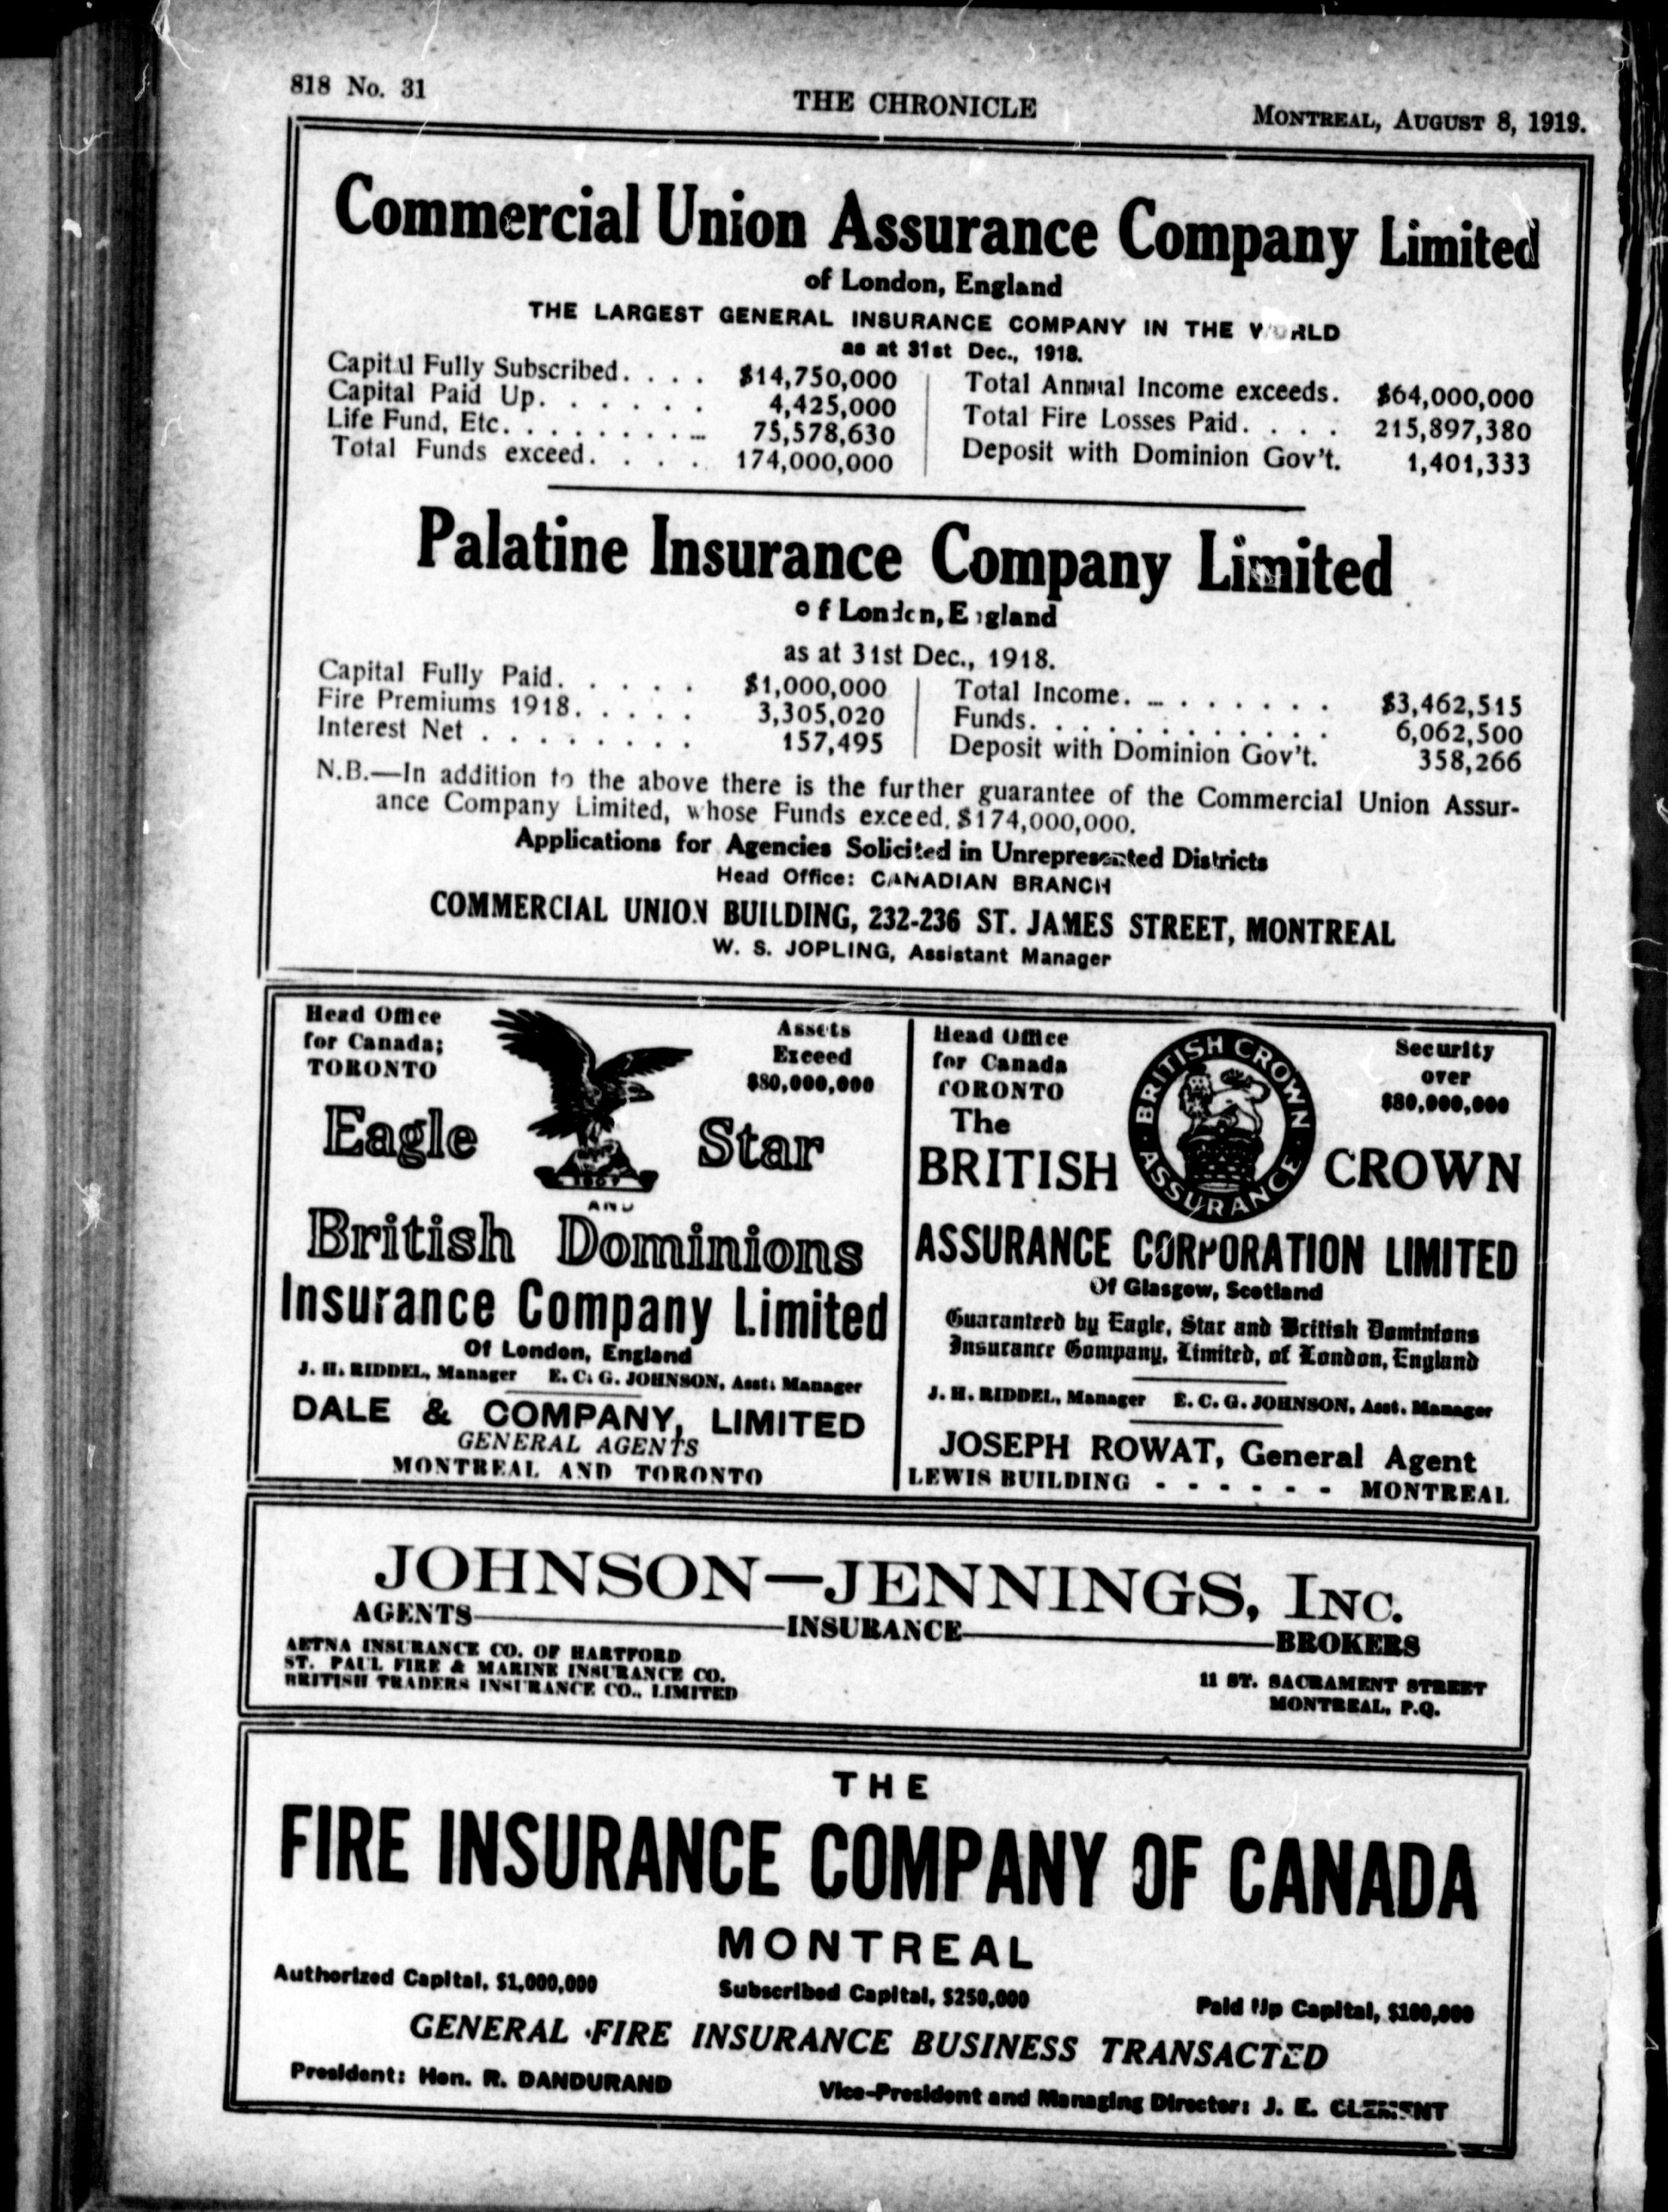 818 No. 31
THE CHRONICLE
MONTREAL, AUGUST 8, 1919.
Commercial Union Assurance Company Limited
of London, England
THE LARGEST GENERAL INSURANCE COMPANY IN THE WORLD
as at 31st Dec., 1918.
Capital Fully Subscribed. . . . . $14,750,000
Capital Paid Up. . . . . . . 4,425,000
Life Fund, Etc. . . . . . . . . 75,578,630
Total Funds exceed. . . . . 174,000,000
Total Annual Income exceeds. $64,000,000
Total Fire Losses Paid. . . . . 215,897,380
Deposit with Dominion Gov't. 1,401,333
Palatine Insurance Company Limited
of London, England
as at 31st Dec., 1918.
Capital Fully Paid. . . . . . $1,000,000
Fire Premiums 1918. . . . . . 3,305,020
Interest Net . . . . . . . . 157,495
Total Income. . . . . . . . . $3,462,515
Funds. . . . . . . . . . . . 6,062,500
Deposit with Dominion Gov't. 358,266
N.B.—In addition to the above there is the further guarantee of the Commercial Union Assur-
ance Company Limited, whose Funds exceed. $174,000,000.
Applications for Agencies Solicited in Unrepresented Districts
Head Office: CANADIAN BRANCH
COMMERCIAL UNION BUILDING, 232-236 ST. JAMES STREET, MONTREAL
W. S. JOPLING, Assistant Manager
Head Office
for Canada;
TORONTO
Assets
Exceed
$80,000,000
Eagle Star
1807
AND
British Dominions
Insurance Company Limited
Of London, England
J. H. RIDDEL, Manager E. C. G. JOHNSON, Asst. Manager
DALE & COMPANY, LIMITED
GENERAL AGENTS
MONTREAL AND TORONTO
Head Office
for Canada
TORONTO
Security
over
$80,000,000
The
BRITISH CROWN
BRITISH CROWN ASSURANCE
ASSURANCE CORPORATION LIMITED
Of Glasgow, Scotland
Guaranteed by Eagle, Star and British Dominions
Insurance Company, Limited, of London, England
J. H. RIDDEL, Manager E. C. G. JOHNSON, Asst. Manager
JOSEPH ROWAT, General Agent
LEWIS BUILDING - - - - - - MONTREAL
JOHNSON—JENNINGS, INC.
AGENTS——INSURANCE——BROKERS
AETNA INSURANCE CO. OF HARTFORD
ST. PAUL FIRE & MARINE INSURANCE CO.
BRITISH TRADERS INSURANCE CO., LIMITED
11 ST. SACRAMENT STREET
MONTREAL, P.Q.
THE
FIRE INSURANCE COMPANY OF CANADA
MONTREAL
Authorized Capital, $1,000,000 Subscribed Capital, $250,000 Paid Up Capital, $100,000
GENERAL FIRE INSURANCE BUSINESS TRANSACTED
President: Hon. R. DANDURAND Vice-President and Managing Director: J. E. CLEMENT